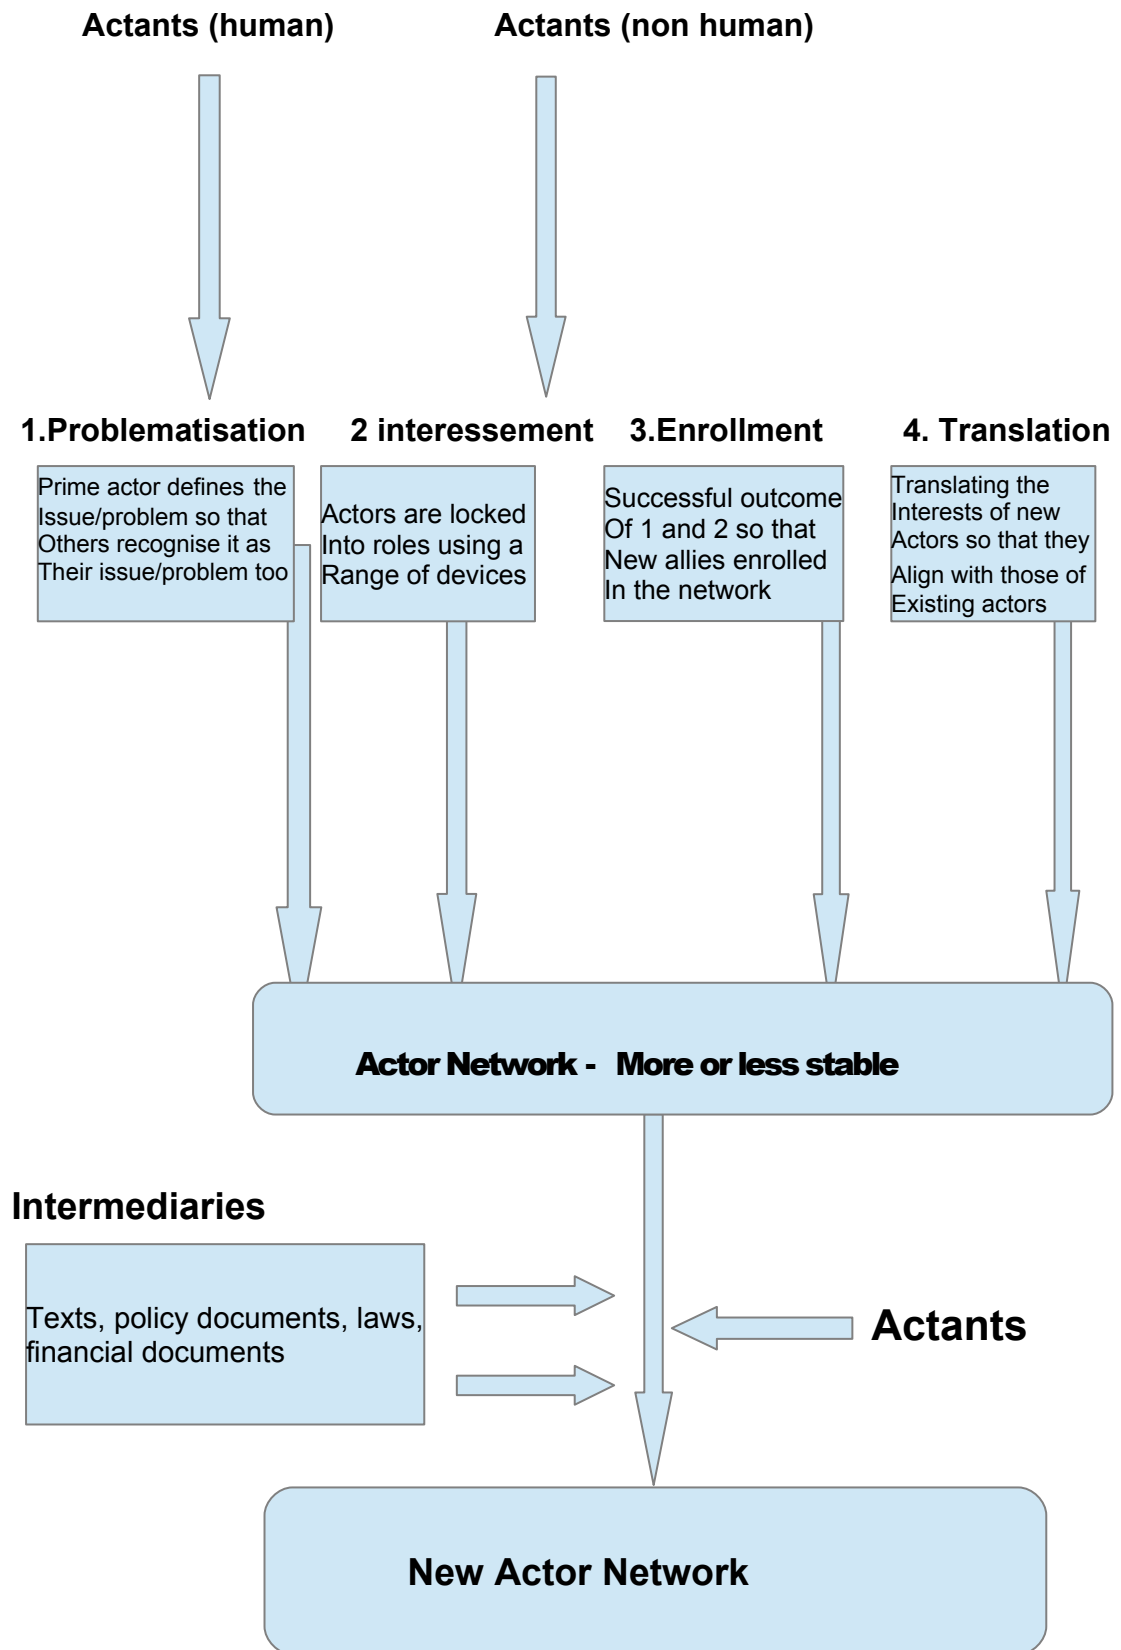 Actants (human)
Actants (non human)
1.Problematisation
2 interessement
3.Enrollment
4. Translation
Prime actor defines the
Issue/problem so that
Others recognise it as
Their issue/problem too
Actors are locked
Into roles using a
Range of devices
Successful outcome
Of 1 and 2 so that
New allies enrolled
In the network
Translating the
Interests of new
Actors so that they
Align with those of
Existing actors
Actor Network - More or less stable
Intermediaries
Texts, policy documents, laws,
financial documents
Actants
New Actor Network